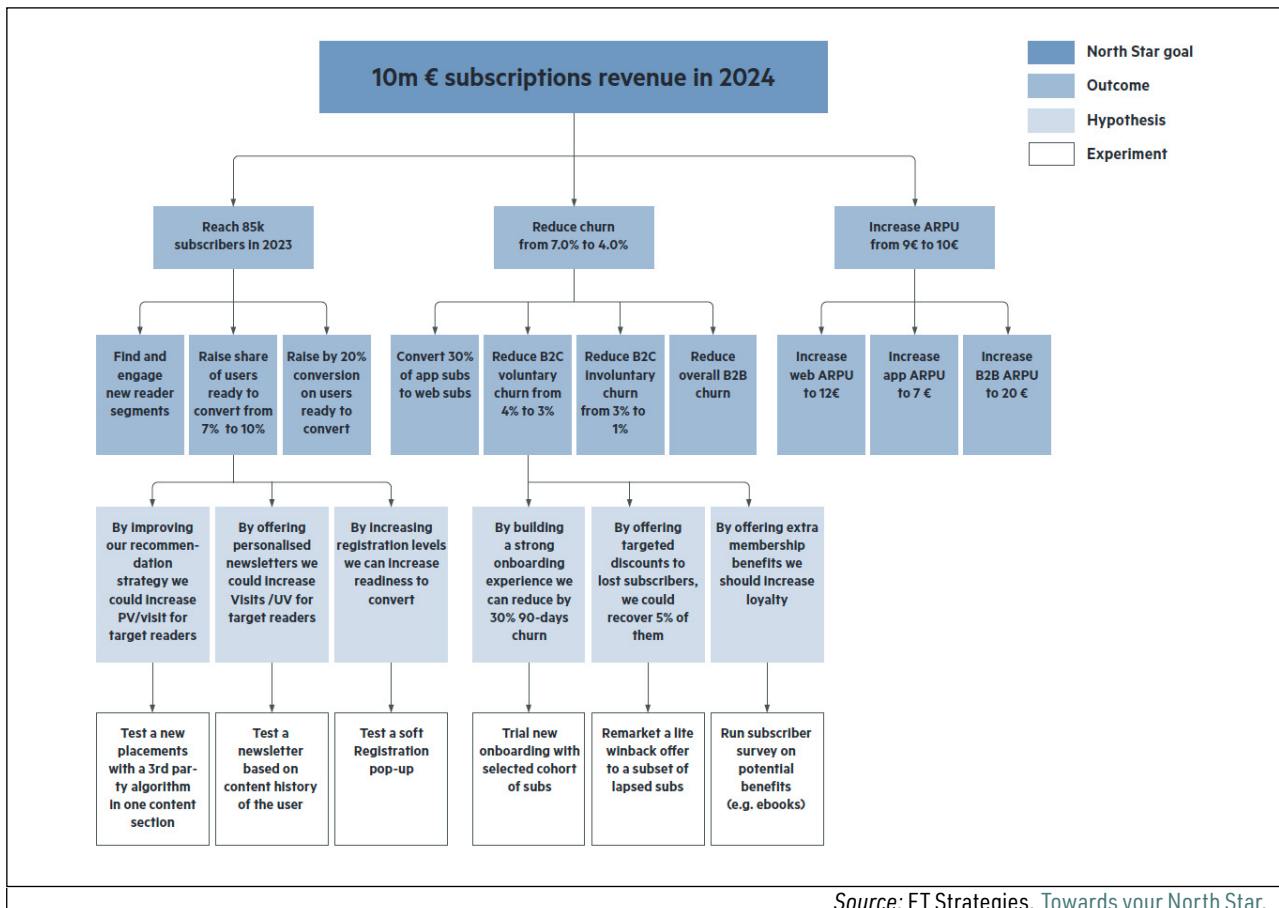 10m € subscriptions revenue in 2024
North Star goal
Outcome
Hypothesis
Experiment
Reach 85k
subscribers in 2023
Reduce churn
from 7.0% to 4.0%
Increase ARPU
from 9€ to 10€
Find and
engage
new reader
segments
Raise share
of users
ready to
convert from
7% to 10%
Raise by 20%
conversion
on users
ready to
convert
Convert 30%
of app subs
to web subs
Reduce B2C
voluntary
churn from
4% to 3%
Reduce B2C
involuntary
churn
from 3% to
1%
Reduce
overall B2B
churn
Increase
web ARPU
to 12€
Increase
app ARPU
to 7 €
Increase
B2B ARPU
to 20 €
By improving
our recommen-
dation
strategy we
could increase
PV/visit for
target readers
By offering
personalised
newsletters we
could increase
Visits /UV for
target readers
By increasing
registration levels
we can increase
readiness to
convert
By building
a strong
onboarding
experience we
can reduce by
30% 90-days
churn
By offering
targeted
discounts to
lost subscribers,
we could
recover 5% of
them
By offering extra
membership
benefits we
should increase
loyalty
Test a new
placements
with a 3rd par-
ty algorithm
in one content
section
Test a
newsletter
based on
content history
of the user
Test a soft
Registration
pop-up
Trial new
onboarding with
selected cohort
of subs
Remarket a lite
winback offer
to a subset of
lapsed subs
Run subscriber
survey on
potential
benefits
(e.g. ebooks)
Source: FT Strategies. Towards your North Star.